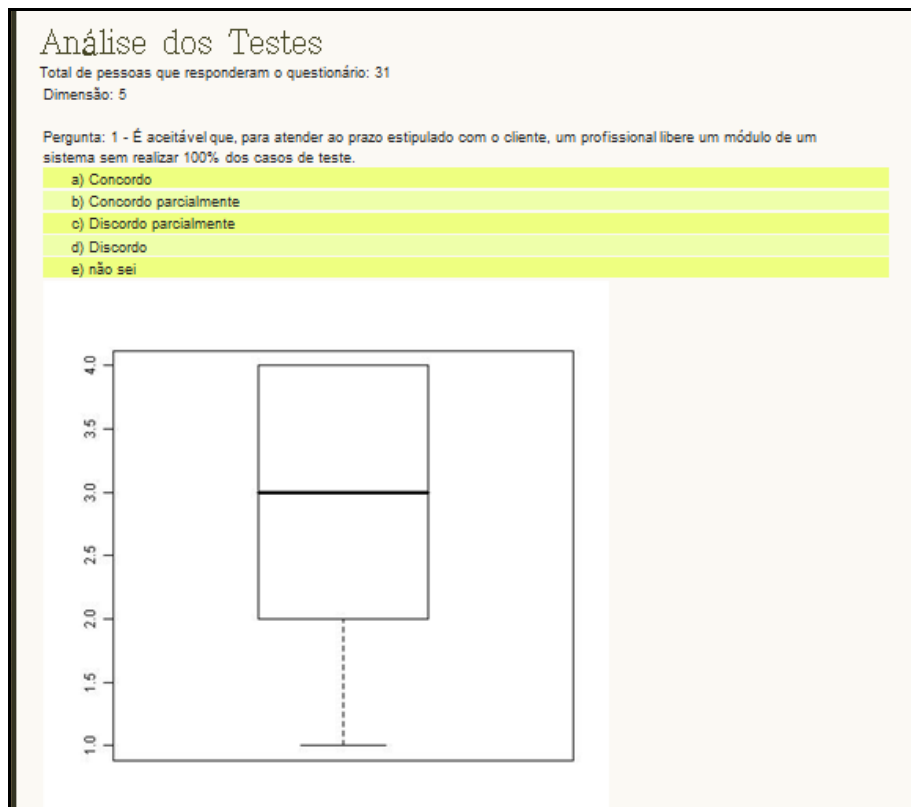 Análise dos Testes
Total de pessoas que responderam o questionário: 31
Dimensão: 5
Pergunta: 1 - É aceitável que, para atender ao prazo estipulado com o cliente, um profissional libere um módulo de um
sistema sem realizar 100% dos casos de teste.
a) Concordo
b) Concordo parcialmente
c) Discordo parcialmente
d) Discordo
e) não sei
4.0
3.5
3.0
2.5
2.0
1.5
1.0